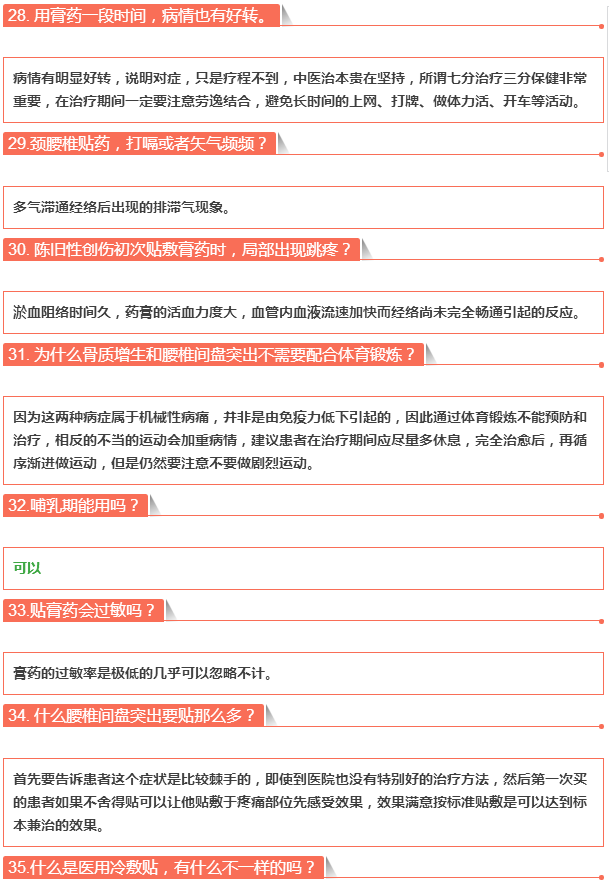 28. 用膏药一段时间，病情也有好转。
病情有明显好转，说明对症，只是疗程不到，中医治本贵在坚持，所谓七分治疗三分保健非常
重要，在治疗期间一定要注意劳逸结合，避免长时间的上网、打牌、做体力活、开车等活动。
29.颈腰椎贴药，打嗝或者矢气频频？
多气滞通经络后出现的排滞气现象。
30. 陈旧性创伤初次贴敷膏药时，局部出现跳疼？
淤血阻络时间久，药膏的活血力度大，血管内血液流速加快而经络尚未完全畅通引起的反应。
31. 为什么骨质增生和腰椎间盘突出不需要配合体育锻炼？
因为这两种病症属于机械性病痛，井非是由免疫力低下引起的，因此通过体育锻炼不能预防和
治疗，相反的不当的运动会加重病情，建议患者在治疗期间应尽量多休息，完全治愈后，再循
序渐进做运动，但是仍然要注意不要做剧烈运动。
32.哺乳期能用吗？
可以
33.贴膏药会过敏吗？
膏药的过敏率是极低的几乎可以忽略不计。
34. 什么腰椎间盘突出要贴那么多？
首先要告诉患者这个症状是比较棘手的，即使到医院也没有特别好的治疗方法，然后第一次买
的患者如果不舍得贴可以让他贴敷于疼痛部位先感受效果，效果满意按标准贴敷是可以达到标
本兼治的效果。
35.什么是医用冷敷贴，有什么不一样的吗？